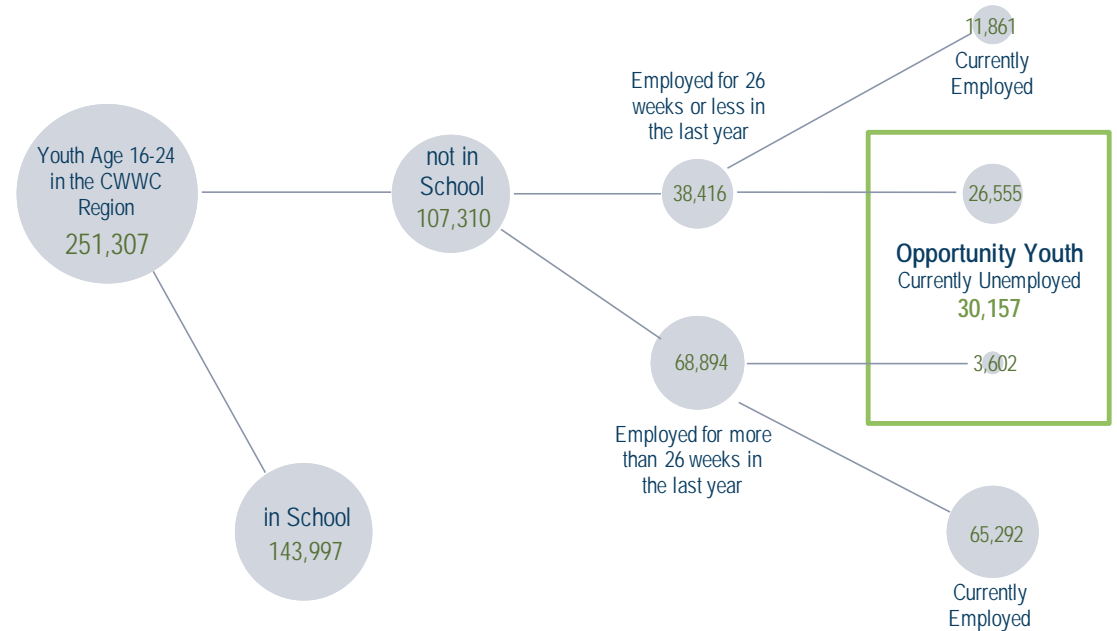 Youth Age 16-24
in the CWWC
Region
251,307
in School
143,997
not in
School
107,310
Employed for 26
weeks or less in
the last year
38,416
68,894
Employed for more
than 26 weeks in
the last year
11,861
Currently
Employed
26,555
Opportunity Youth
Currently Unemployed
30,157
3,602
65,292
Currently
Employed